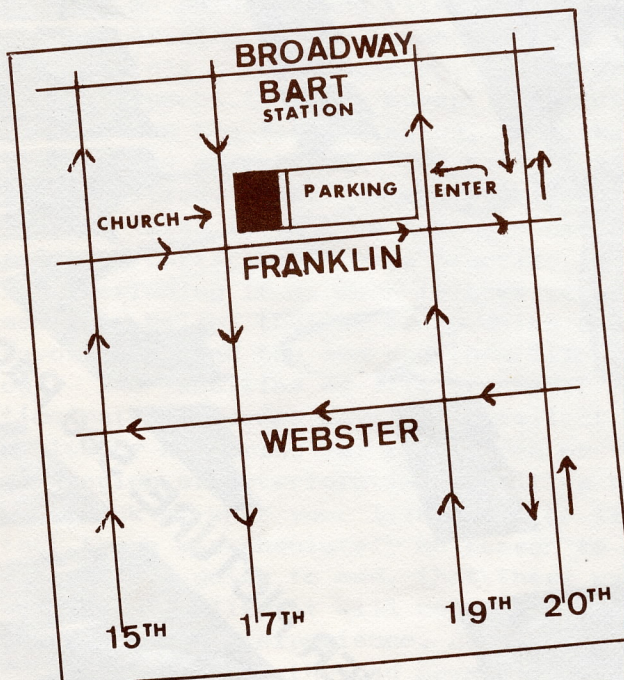 BROADWAY
BART
STATION
PARKING
ENTER
CHURCH
FRANKLIN
WEBSTER
15TH
17TH
19TH
20TH